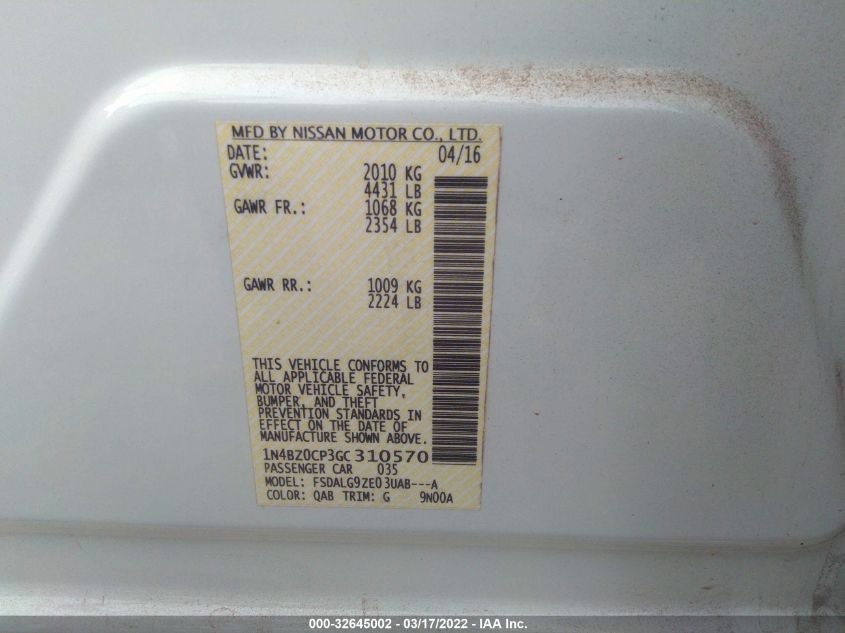 MFD BY NISSAN MOTOR CO., LTD.
DATE: 04/16
GVWR: 2010 KG
4431 LB
GAWR FR.: 1068 KG
2354 LB
GAWR RR.: 1009 KG
2224 LB
THIS VEHICLE CONFORMS TO
ALL APPLICABLE FEDERAL
MOTOR VEHICLE SAFETY,
BUMPER, AND THEFT
PREVENTION STANDARDS IN
EFFECT ON THE DATE OF
MANUFACTURE SHOWN ABOVE.
1N4BZ0CP3GC310570
PASSENGER CAR 035
MODEL: FSDALG9ZE03UAB---A
COLOR: QAB TRIM: G 9N00A
000-32645002 - 03/17/2022 - IAA Inc.